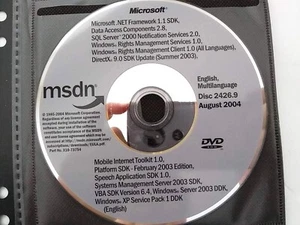 Microsoft
Microsoft .NET Framework 1.1 SDK,
Data Access Components 2.8,
SQL Server 2000 Notification Services 2.0,
Windows Rights Management Services 1.0,
Windows Rights Management Client 1.0 (All Languages),
DirectX 9.0 SDK Update (Summer 2003),
msdn
English,
Multilanguage
Disc 2426.9
August 2004
Microsoft Corporation
DVD
Mobile Internet Toolkit 1.0,
Platform SDK - February 2003 Edition,
Speech Application SDK 1.0,
Systems Management Server 2003 SDK,
VBA SDK Version 6.4, Windows Server 2003 DDK,
Windows XP Service Pack 1 DDK
(English)